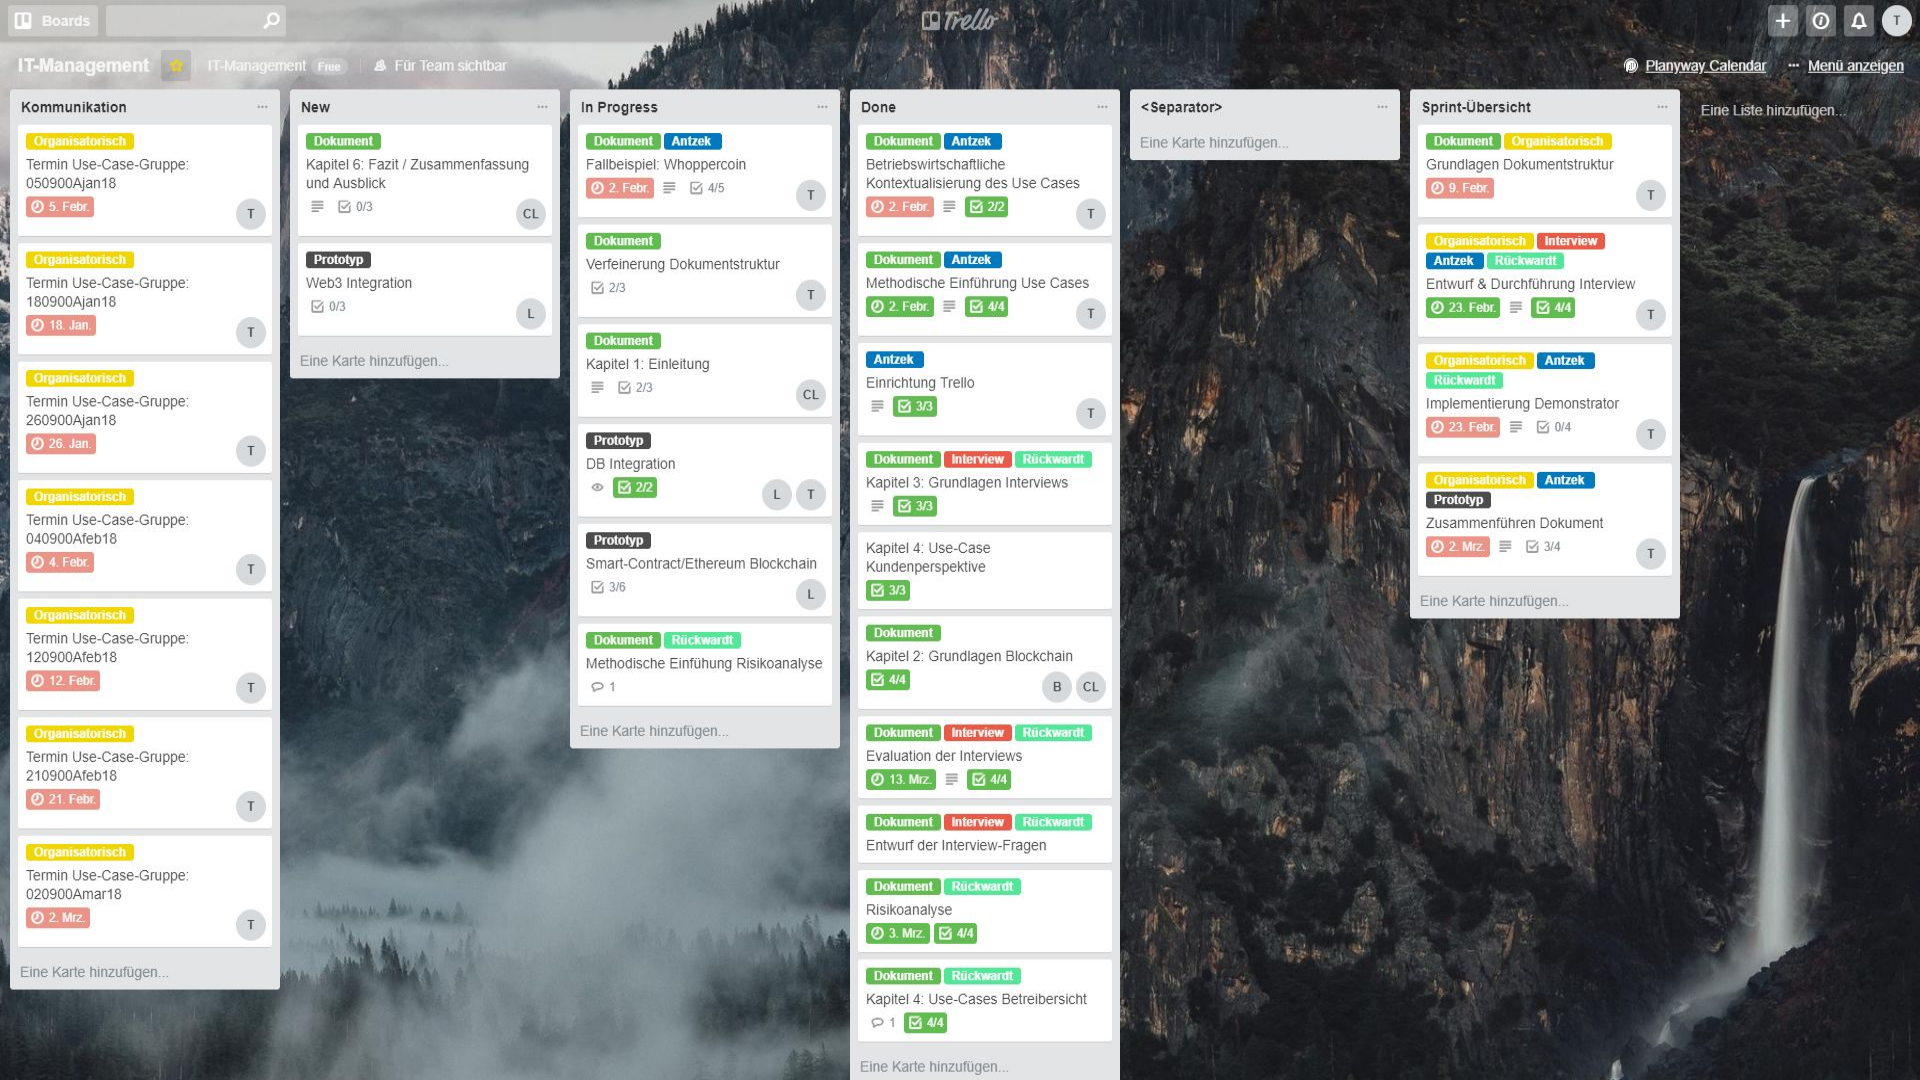 Boards
Trello
T
IT-Management
IT-Management Free
Für Team sichtbar
Planyway Calendar
Menü anzeigen
Kommunikation
Organisatorisch
Termin Use-Case-Gruppe:
050900Ajan18
5. Febr.
T
Organisatorisch
Termin Use-Case-Gruppe:
180900Ajan18
18. Jan.
T
Organisatorisch
Termin Use-Case-Gruppe:
260900Ajan18
26. Jan.
T
Organisatorisch
Termin Use-Case-Gruppe:
040900Afeb18
4. Febr.
T
Organisatorisch
Termin Use-Case-Gruppe:
120900Afeb18
12. Febr.
T
Organisatorisch
Termin Use-Case-Gruppe:
210900Afeb18
21. Febr.
T
Organisatorisch
Termin Use-Case-Gruppe:
020900Amar18
2. Mrz.
T
Eine Karte hinzufügen...
New
Dokument
Kapitel 6: Fazit / Zusammenfassung
und Ausblick
0/3
CL
Prototyp
Web3 Integration
0/3
L
Eine Karte hinzufügen...
In Progress
Dokument Antzek
Fallbeispiel: Whoppercoin
2. Febr. 4/5
T
Dokument
Verfeinerung Dokumentstruktur
2/3
T
Dokument
Kapitel 1: Einleitung
2/3
CL
Prototyp
DB Integration
2/2
L T
Prototyp
Smart-Contract/Ethereum Blockchain
3/6
L
Dokument Rückwardt
Methodische Einfühung Risikoanalyse
1
Eine Karte hinzufügen...
Done
Dokument Antzek
Betriebswirtschaftliche
Kontextualisierung des Use Cases
2. Febr. 2/2
T
Dokument Antzek
Methodische Einführung Use Cases
2. Febr. 4/4
T
Antzek
Einrichtung Trello
3/3
T
Dokument Interview Rückwardt
Kapitel 3: Grundlagen Interviews
3/3
Kapitel 4: Use-Case
Kundenperspektive
3/3
Dokument
Kapitel 2: Grundlagen Blockchain
4/4
B CL
Dokument Interview Rückwardt
Evaluation der Interviews
13. Mrz. 4/4
Dokument Interview Rückwardt
Entwurf der Interview-Fragen
Dokument Rückwardt
Risikoanalyse
3. Mrz. 4/4
Dokument Rückwardt
Kapitel 4: Use-Cases Betreibersicht
1 4/4
Eine Karte hinzufügen...
<Separator>
Eine Karte hinzufügen...
Sprint-Übersicht
Dokument Organisatorisch
Grundlagen Dokumentstruktur
9. Febr.
T
Organisatorisch Interview
Antzek Rückwardt
Entwurf & Durchführung Interview
23. Febr. 4/4
T
Organisatorisch Antzek
Rückwardt
Implementierung Demonstrator
23. Febr. 0/4
T
Organisatorisch Antzek
Prototyp
Zusammenführen Dokument
2. Mrz. 3/4
T
Eine Karte hinzufügen...
Eine Liste hinzufügen...